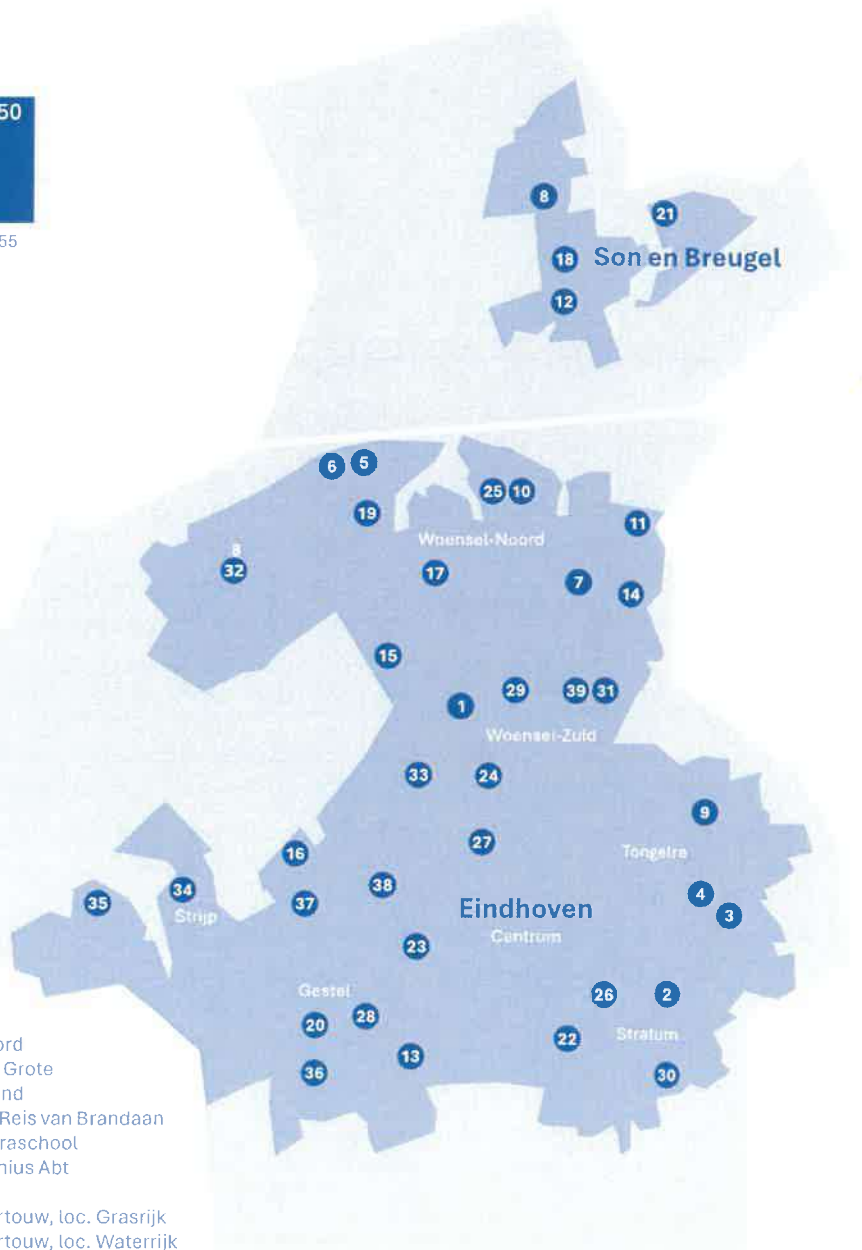 50
55
8
21
18 Son en Breugel
12
6 5
25 10
19
11
Woensel-Noord
8
32
17
7
14
15
29
39 31
1
Woensel-Zuid
33
24
9
27
Tongelre
16
38
34
4
35
37
Eindhoven
3
Strijp
Centrum
23
Gestel
26
2
28
20
22
Stratum
13
36
30
ord
Grote
nd
Reis van Brandaan
raschool
nius Abt
rtouw, loc. Grasrijk
rtouw, loc. Waterrijk